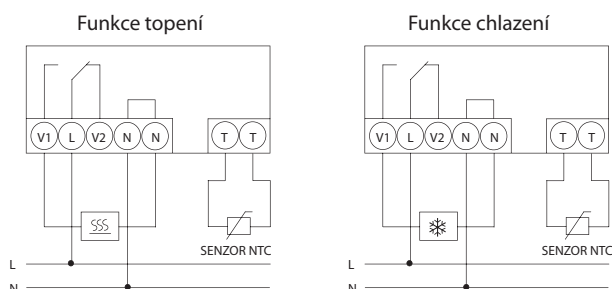 Funkce topení
V1 L V2 N N T T
SENZOR NTC
L
N
Funkce chlazení
V1 L V2 N N T T
SENZOR NTC
L
N